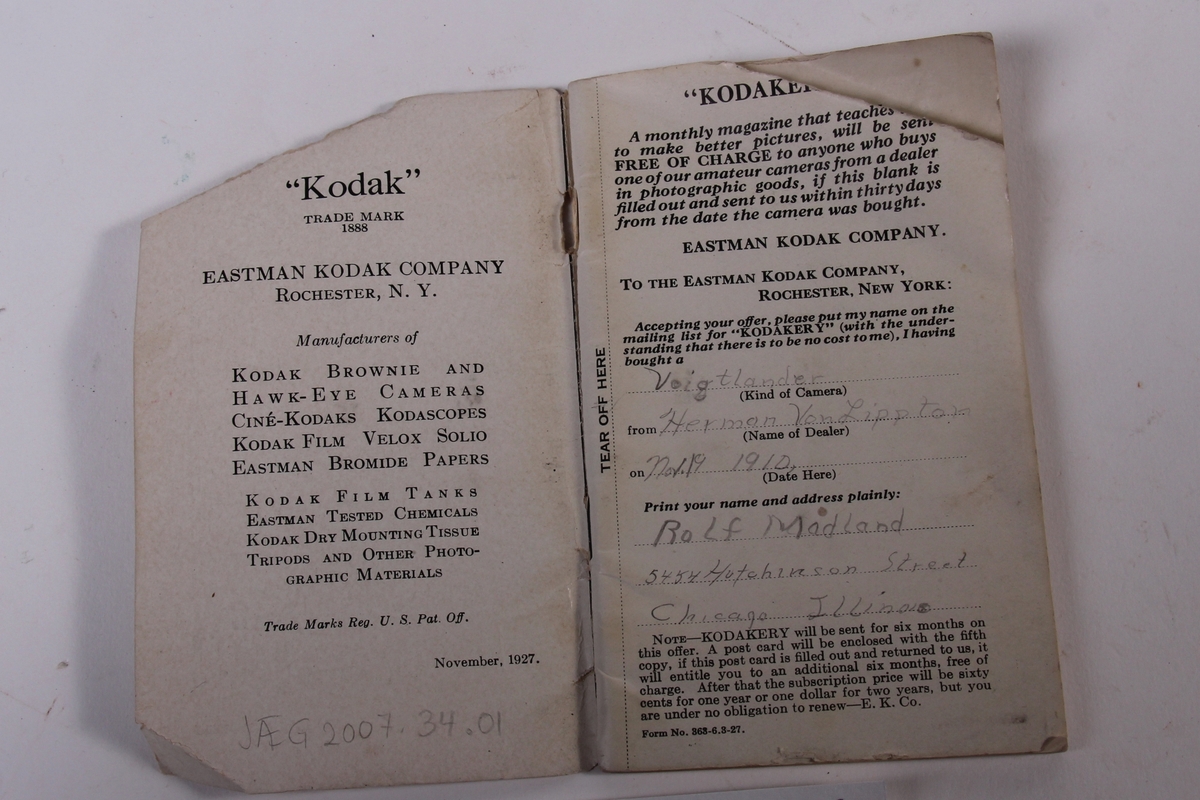 “Kodak”
TRADE MARK
1888
EASTMAN KODAK COMPANY
ROCHESTER, N. Y.
Manufacturers of
KODAK BROWNIE AND
HAWK-EYE CAMERAS
CINÉ-KODAKS KODASCOPES
KODAK FILM VELOX SOLIO
EASTMAN BROMIDE PAPERS
KODAK FILM TANKS
EASTMAN TESTED CHEMICALS
KODAK DRY MOUNTING TISSUE
TRIPODS AND OTHER PHOTO-
GRAPHIC MATERIALS
Trade Marks Reg. U. S. Pat. Off.
November, 1927.
JÆG 2007.34.01
TEAR OFF HERE
“KODAKER
A monthly magazine that teaches
to make better pictures, will be sent
FREE OF CHARGE to anyone who buys
one of our amateur cameras from a dealer
in photographic goods, if this blank is
filled out and sent to us within thirty days
from the date the camera was bought.
EASTMAN KODAK COMPANY.
TO THE EASTMAN KODAK COMPANY,
ROCHESTER, NEW YORK:
Accepting your offer, please put my name on the
mailing list for “KODAKERY” (with the under-
standing that there is to be no cost to me), I having
bought a
Voigtlander
(Kind of Camera)
from Herman Von Lippton
(Name of Dealer)
on Nov. 19 1910
(Date Here)
Print your name and address plainly:
Rolf Madland
5454 Hutchinson Street
Chicago Illinois
NOTE—KODAKERY will be sent for six months on
this offer. A post card will be enclosed with the fifth
copy, if this post card is filled out and returned to us, it
will entitle you to an additional six months, free of
charge. After that the subscription price will be sixty
cents for one year or one dollar for two years, but you
are under no obligation to renew—E. K. Co.
Form No. 363-6.3-27.